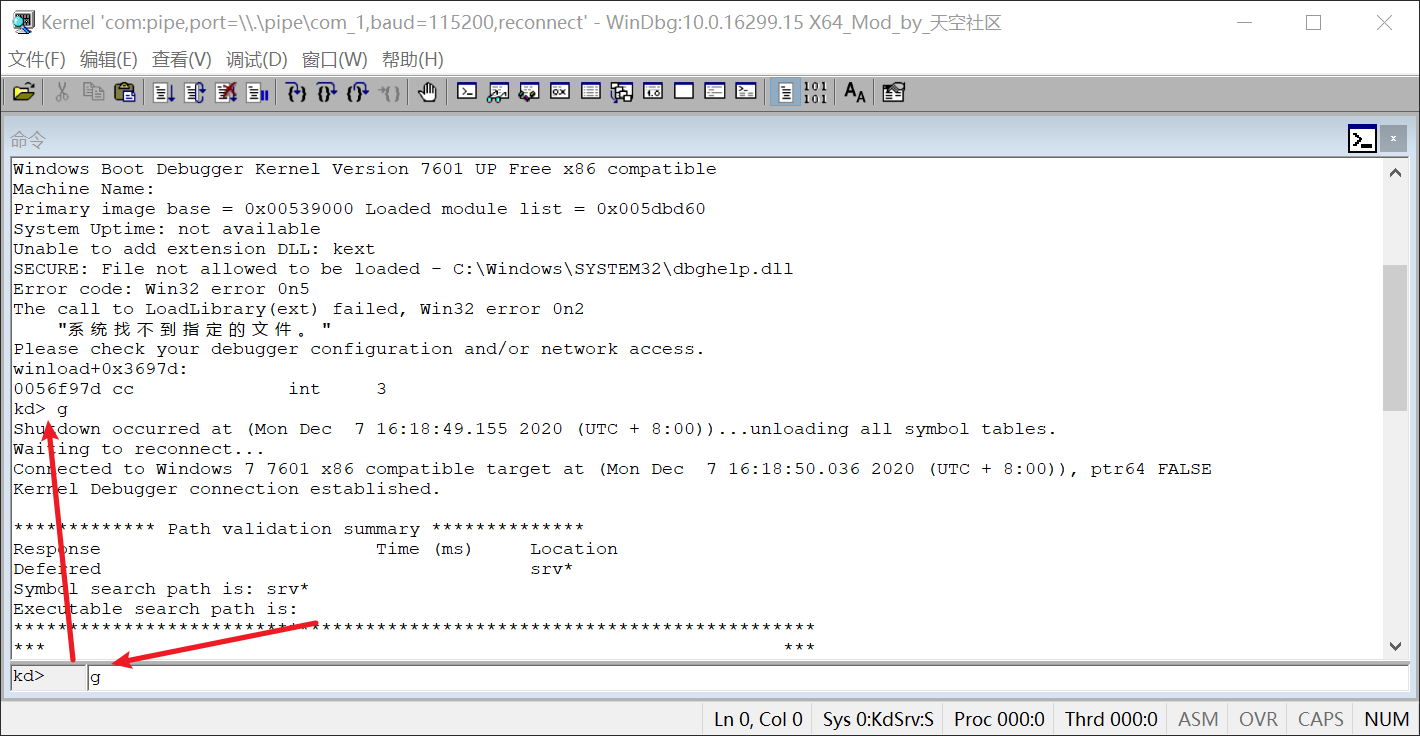 Kernel 'com:pipe,port=\\.\pipe\com_1,baud=115200,reconnect' - WinDbg:10.0.16299.15 X64_Mod_by_天空社区
文件(F) 编辑(E) 查看(V) 调试(D) 窗口(W) 帮助(H)
101
101
命令
Windows Boot Debugger Kernel Version 7601 UP Free x86 compatible
Machine Name:
Primary image base = 0x00539000 Loaded module list = 0x005dbd60
System Uptime: not available
Unable to add extension DLL: kext
SECURE: File not allowed to be loaded - C:\Windows\SYSTEM32\dbghelp.dll
Error code: Win32 error 0n5
The call to LoadLibrary(ext) failed, Win32 error 0n2
"系统找不到指定的文件。"
Please check your debugger configuration and/or network access.
winload+0x3697d:
0056f97d cc int 3
kd> g
Shutdown occurred at (Mon Dec 7 16:18:49.155 2020 (UTC + 8:00))...unloading all symbol tables.
Waiting to reconnect...
Connected to Windows 7 7601 x86 compatible target at (Mon Dec 7 16:18:50.036 2020 (UTC + 8:00)), ptr64 FALSE
Kernel Debugger connection established.
************* Path validation summary **************
Response Time (ms) Location
Deferred srv*
Symbol search path is: srv*
Executable search path is:
*************************************************************************
*** ***
kd> g
Ln 0, Col 0 Sys 0:KdSrv:S Proc 000:0 Thrd 000:0 ASM OVR CAPS NUM